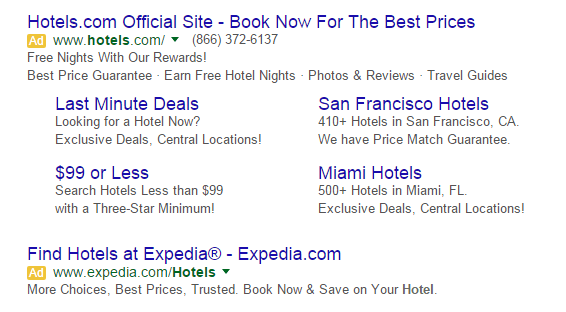 Hotels.com Official Site - Book Now For The Best Prices
Ad www.hotels.com/ (866) 372-6137
Free Nights With Our Rewards!
Best Price Guarantee · Earn Free Hotel Nights · Photos & Reviews · Travel Guides
Last Minute Deals
Looking for a Hotel Now?
Exclusive Deals, Central Locations!
San Francisco Hotels
410+ Hotels in San Francisco, CA.
We have Price Match Guarantee.
$99 or Less
Search Hotels Less than $99
with a Three-Star Minimum!
Miami Hotels
500+ Hotels in Miami, FL.
Exclusive Deals, Central Locations!
Find Hotels at Expedia® - Expedia.com
Ad www.expedia.com/Hotels
More Choices, Best Prices, Trusted. Book Now & Save on Your Hotel.